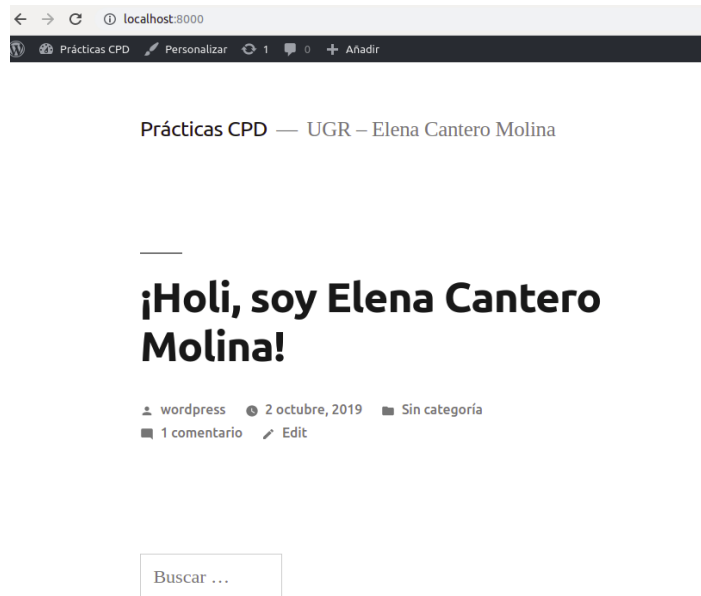 localhost:8000
Prácticas CPD Personalizar 1 0 Añadir
Prácticas CPD — UGR – Elena Cantero Molina
¡Holi, soy Elena Cantero
Molina!
wordpress 2 octubre, 2019 Sin categoría
1 comentario Edit
Buscar …